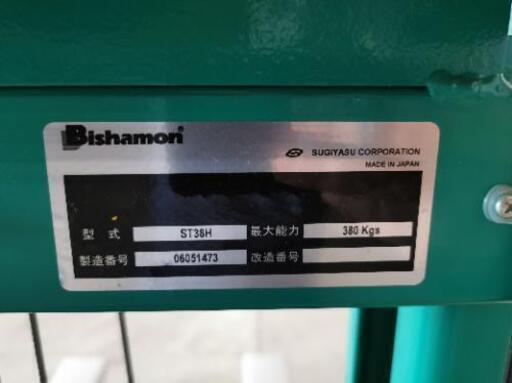 Bishamon
SUGIYASU CORPORATION
MADE IN JAPAN
型式 ST38H 最大能力 380 Kgs
製造番号 06051473 改造番号